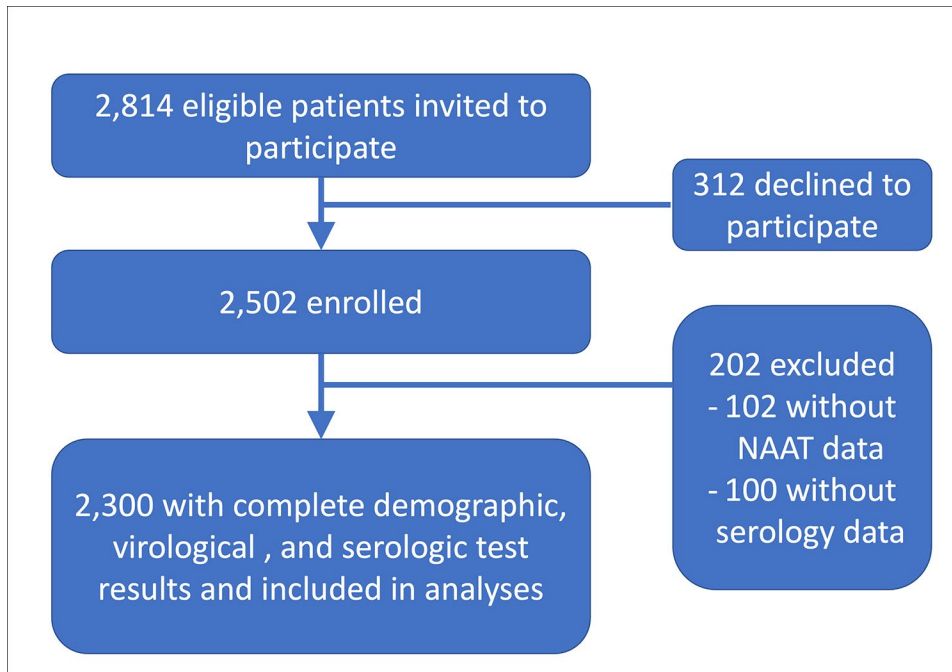 2,814 eligible patients invited to
participate
312 declined to
participate
2,502 enrolled
202 excluded
- 102 without
NAAT data
- 100 without
serology data
2,300 with complete demographic,
virological , and serologic test
results and included in analyses